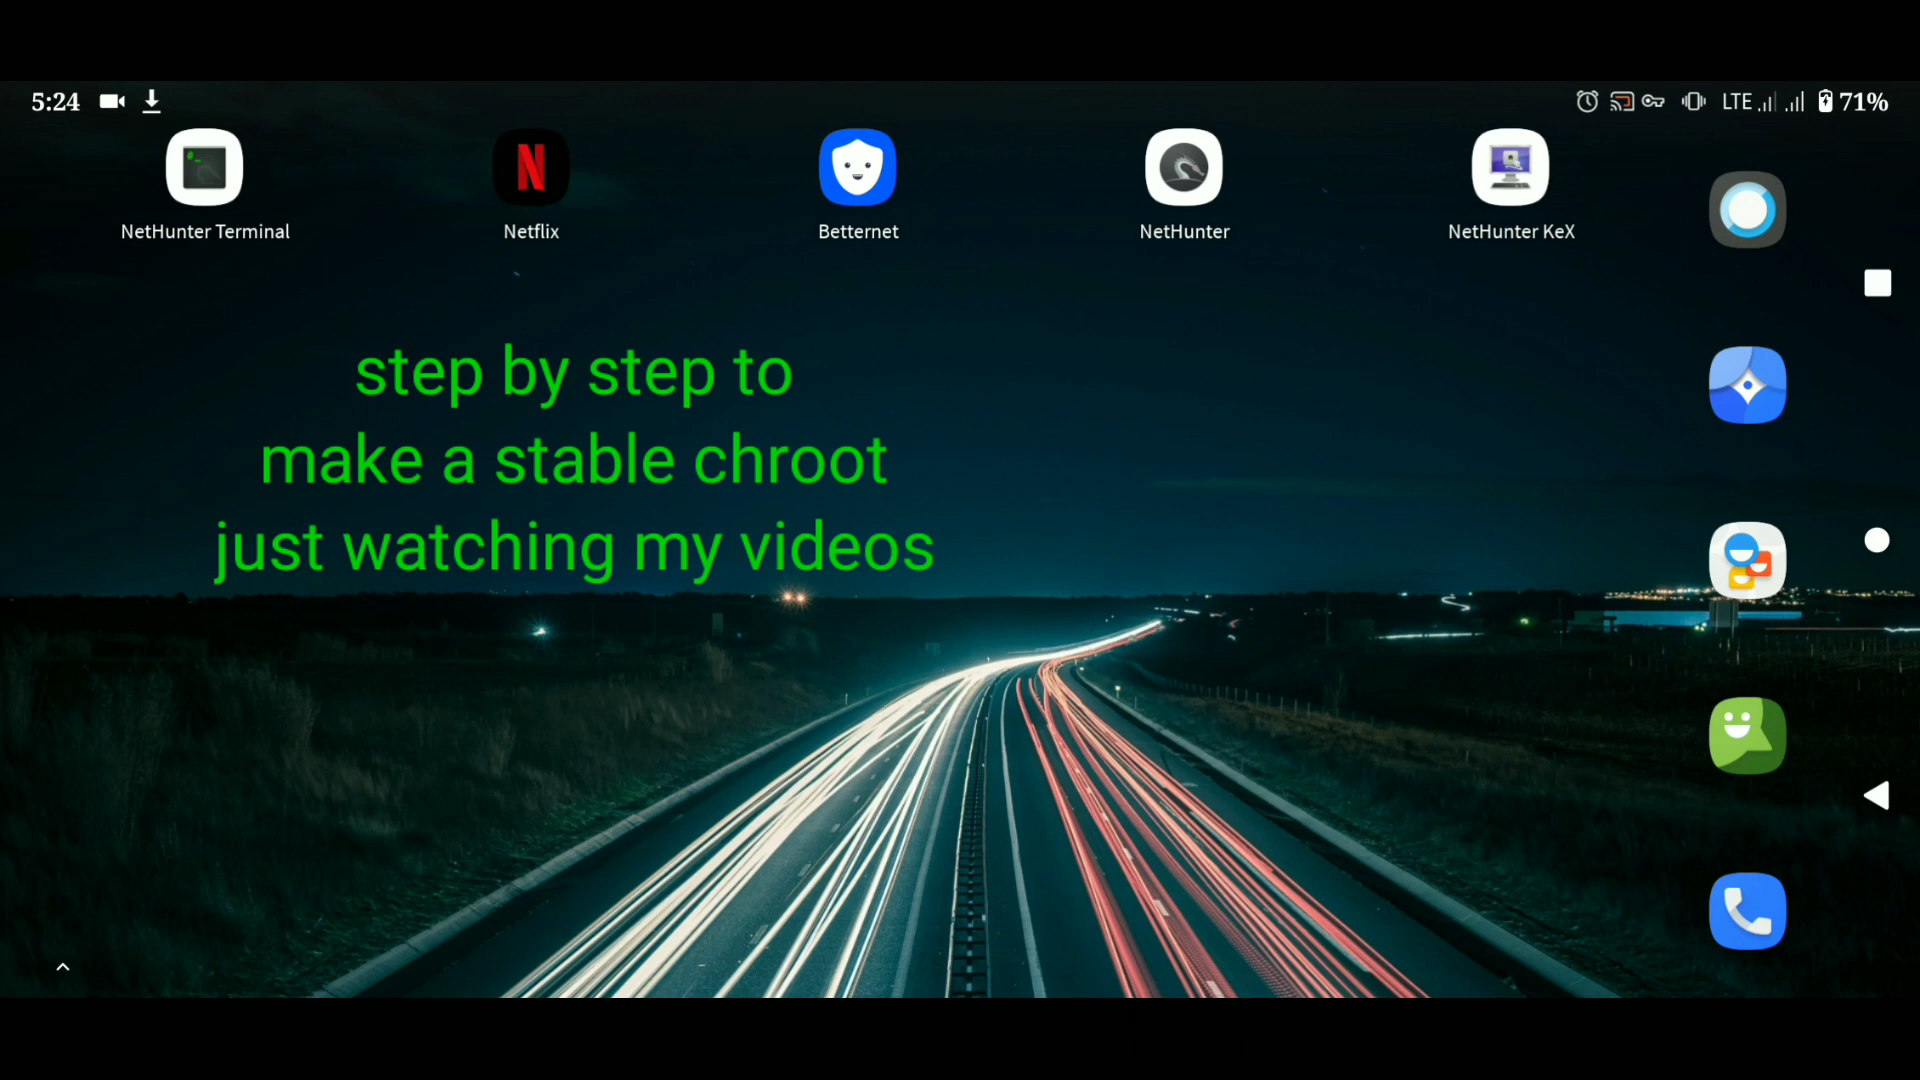 5:24
LTE 71%
NetHunter Terminal
Netflix
Betternet
NetHunter
NetHunter KeX
step by step to
make a stable chroot
just watching my videos